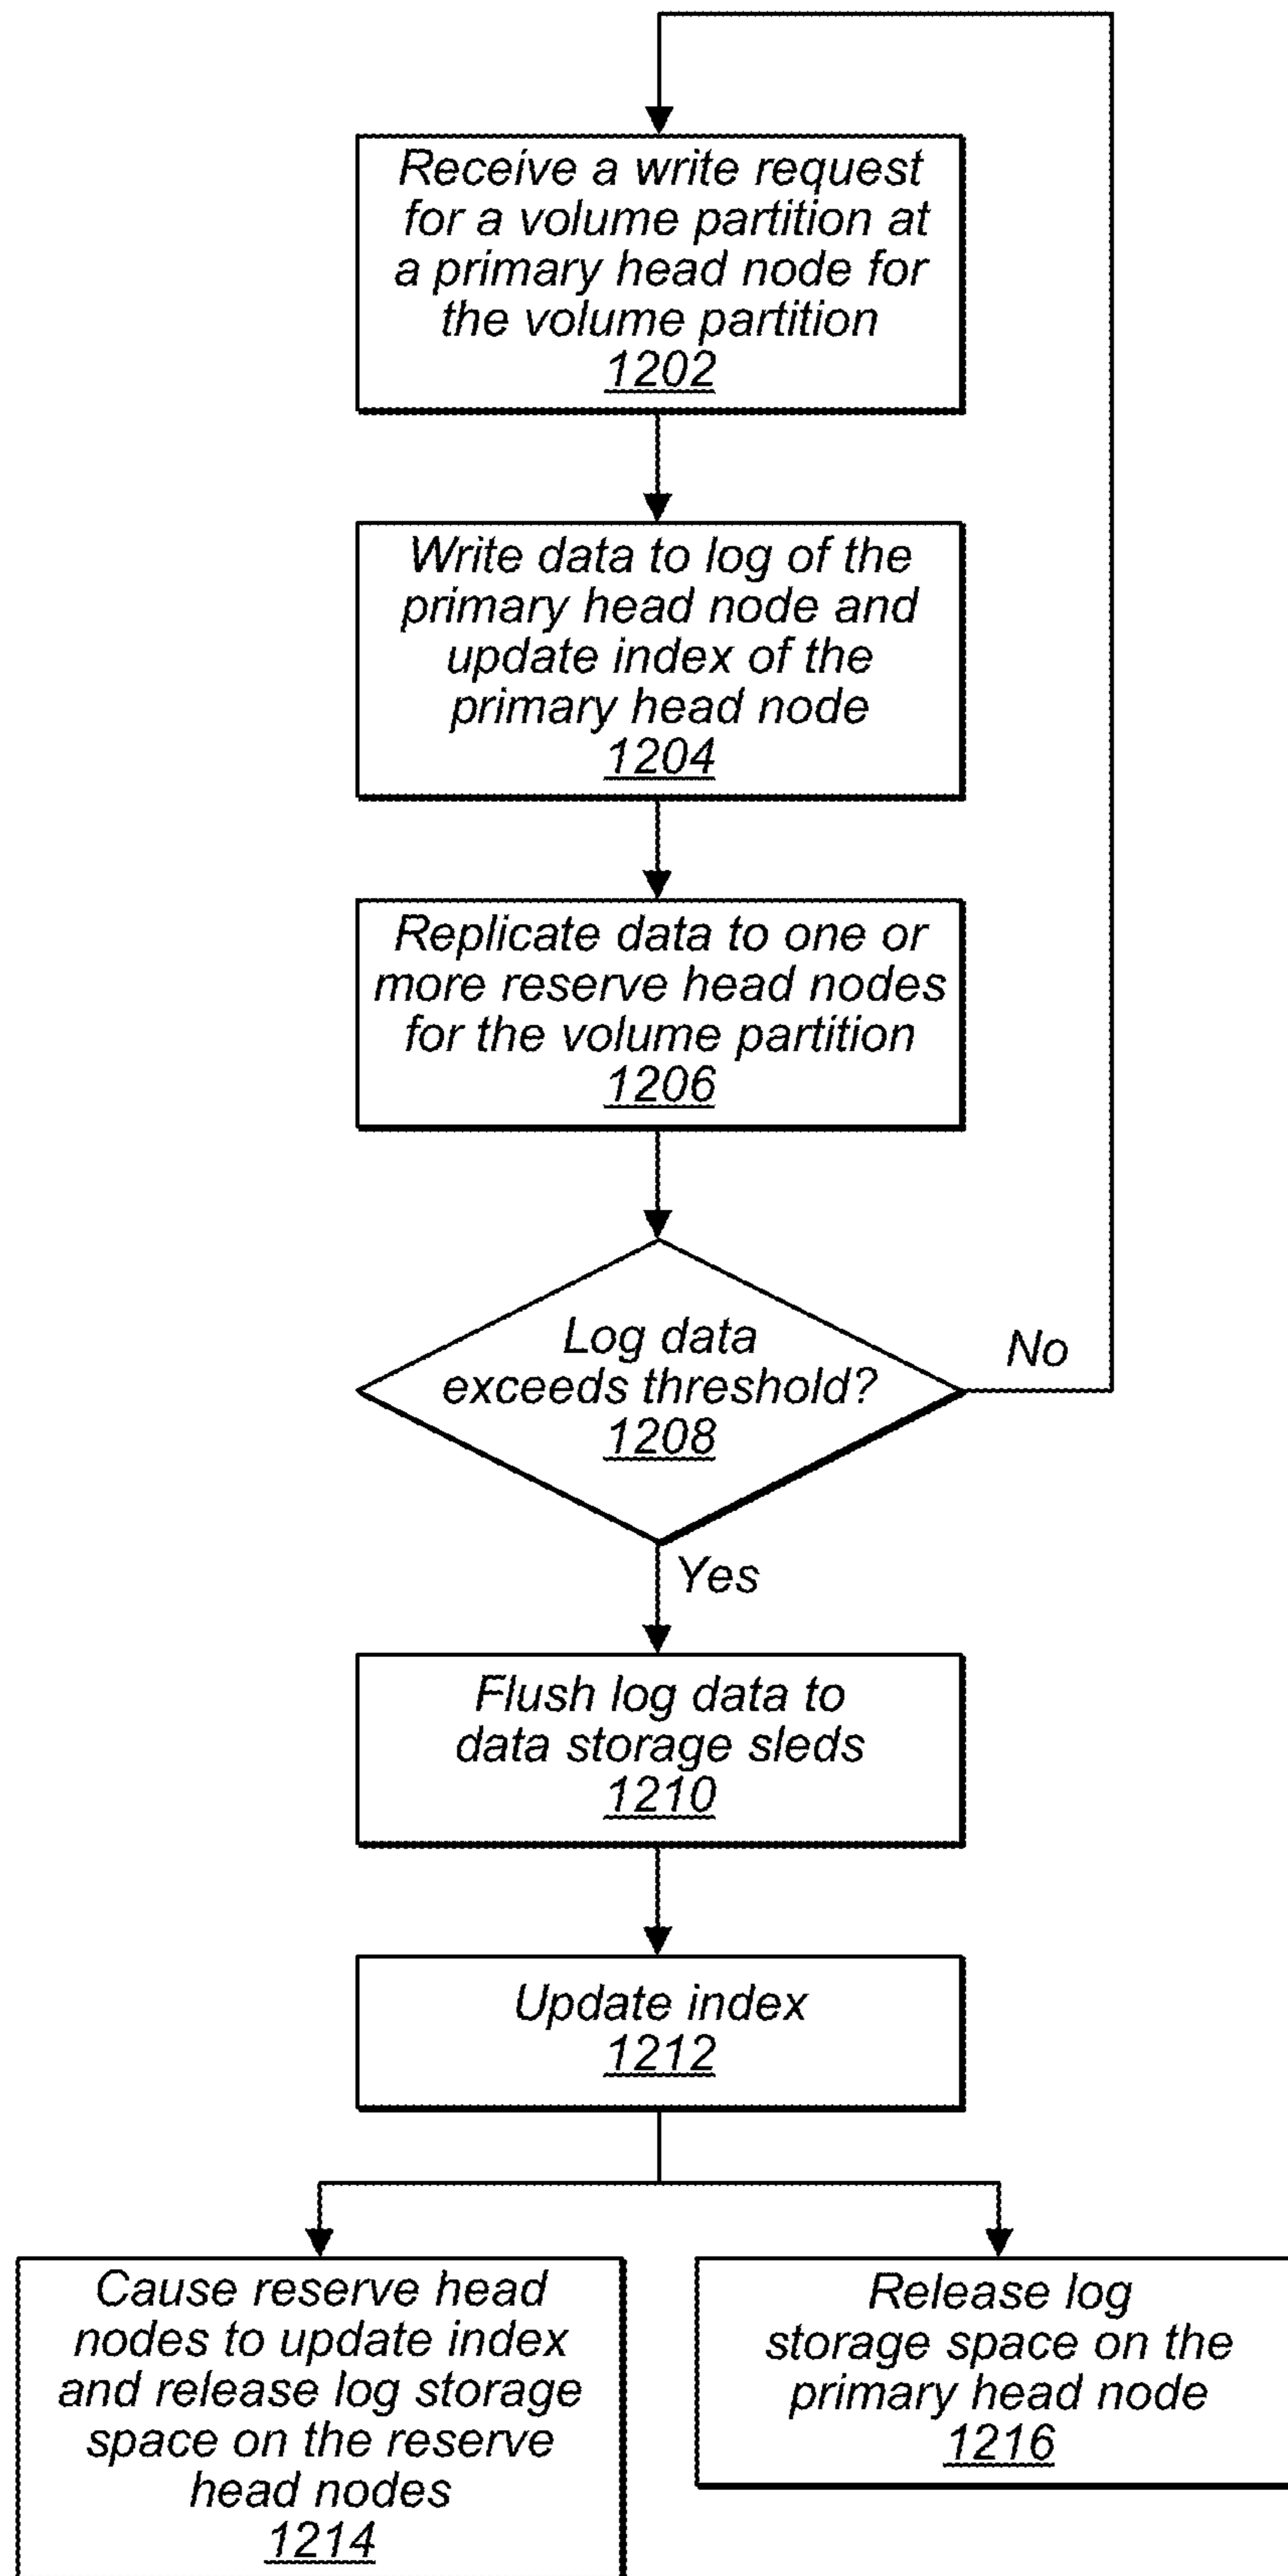 Receive a write request
for a volume partition at
a primary head node for
the volume partition
1202
Write data to log of the
primary head node and
update index of the
primary head node
1204
Replicate data to one or
more reserve head nodes
for the volume partition
1206
Log data
exceeds threshold?
1208
No
Yes
Flush log data to
data storage sleds
1210
Update index
1212
Cause reserve head
nodes to update index
and release log storage
space on the reserve
head nodes
1214
Release log
storage space on the
primary head node
1216